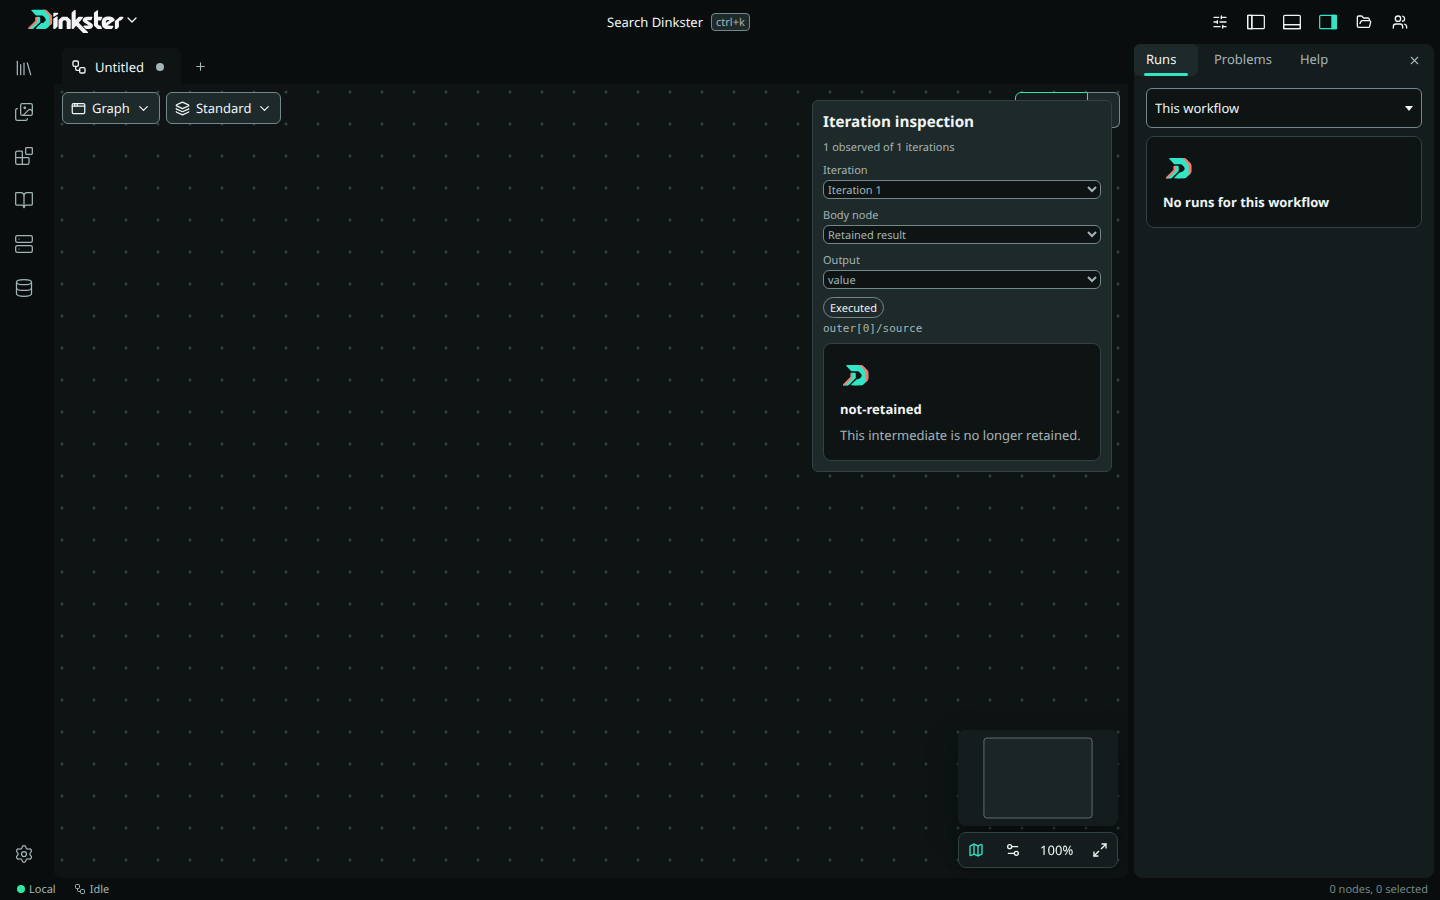 Dinkster
Search Dinkster ctrl+k
Untitled
Graph
Standard
Iteration inspection
1 observed of 1 iterations
Iteration
Iteration 1
Body node
Retained result
Output
value
Executed
outer[0]/source
not-retained
This intermediate is no longer retained.
100%
Runs
Problems
Help
This workflow
No runs for this workflow
Local
Idle
0 nodes, 0 selected